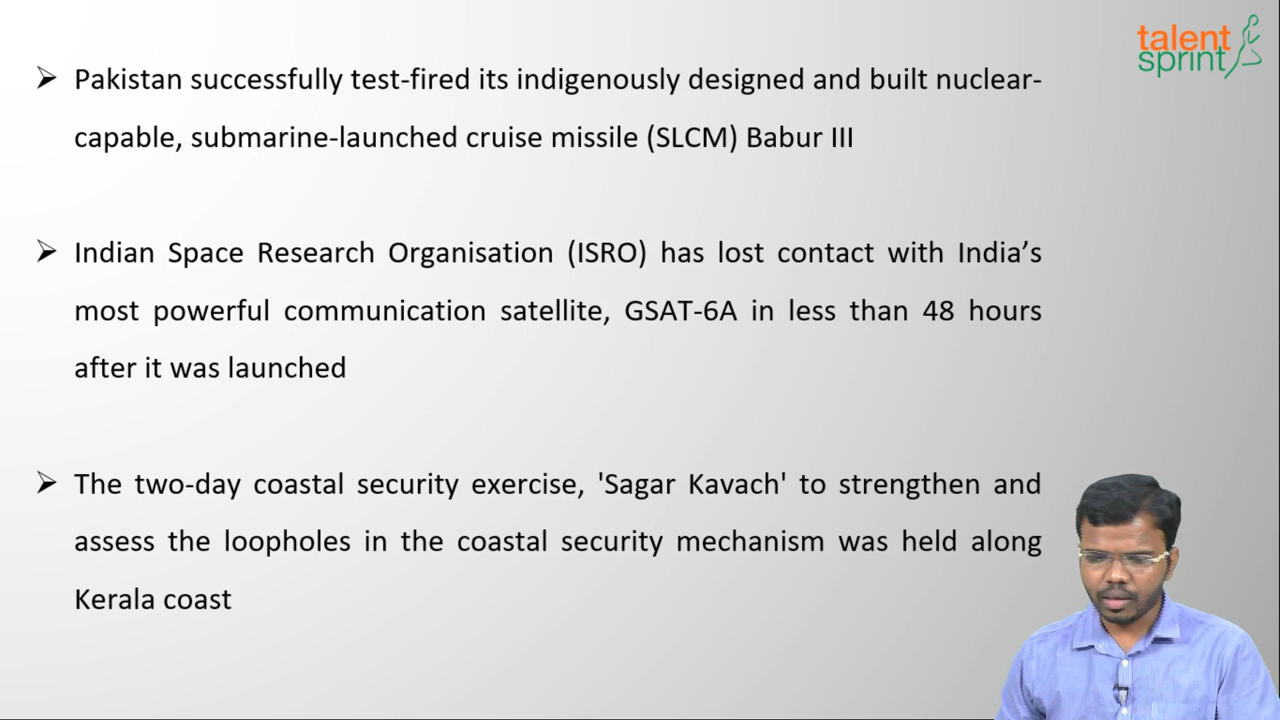 talent
sprint
Pakistan successfully test-fired its indigenously designed and built nuclear-
capable, submarine-launched cruise missile (SLCM) Babur III
Indian Space Research Organisation (ISRO) has lost contact with India’s
most powerful communication satellite, GSAT-6A in less than 48 hours
after it was launched
The two-day coastal security exercise, 'Sagar Kavach' to strengthen and
assess the loopholes in the coastal security mechanism was held along
Kerala coast